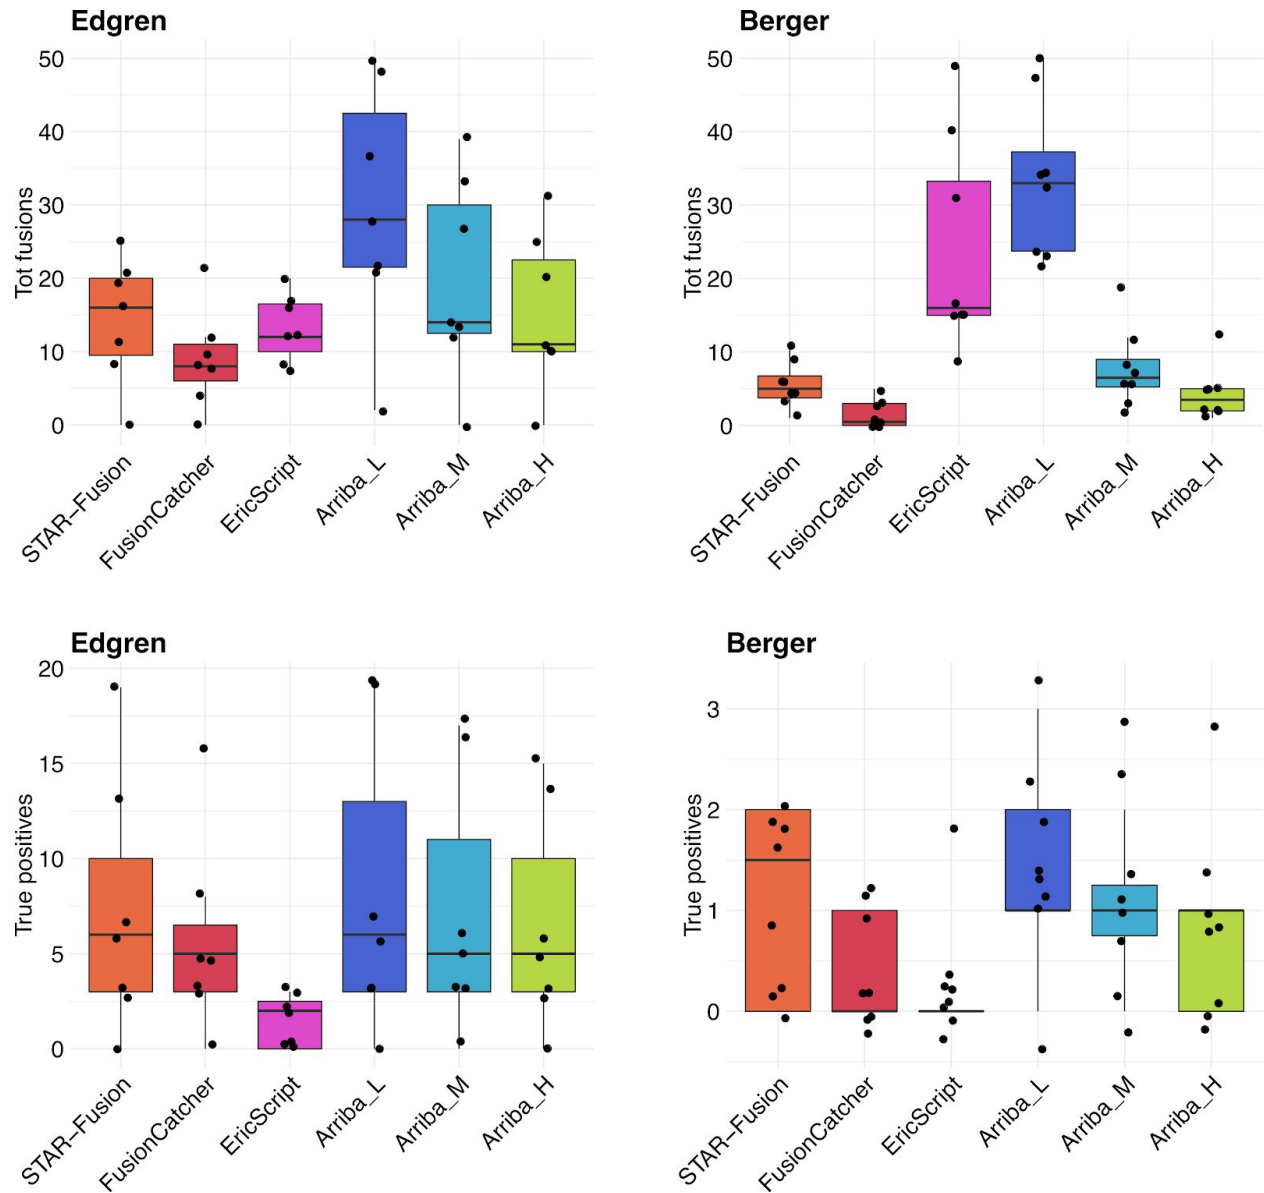 Edgren
Tot fusions
50
40
30
20
10
0
STAR−Fusion
FusionCatcher
EricScript
Arriba_L
Arriba_M
Arriba_H
Berger
Tot fusions
50
40
30
20
10
0
STAR−Fusion
FusionCatcher
EricScript
Arriba_L
Arriba_M
Arriba_H
Edgren
True positives
20
15
10
5
0
STAR−Fusion
FusionCatcher
EricScript
Arriba_L
Arriba_M
Arriba_H
Berger
True positives
3
2
1
0
STAR−Fusion
FusionCatcher
EricScript
Arriba_L
Arriba_M
Arriba_H